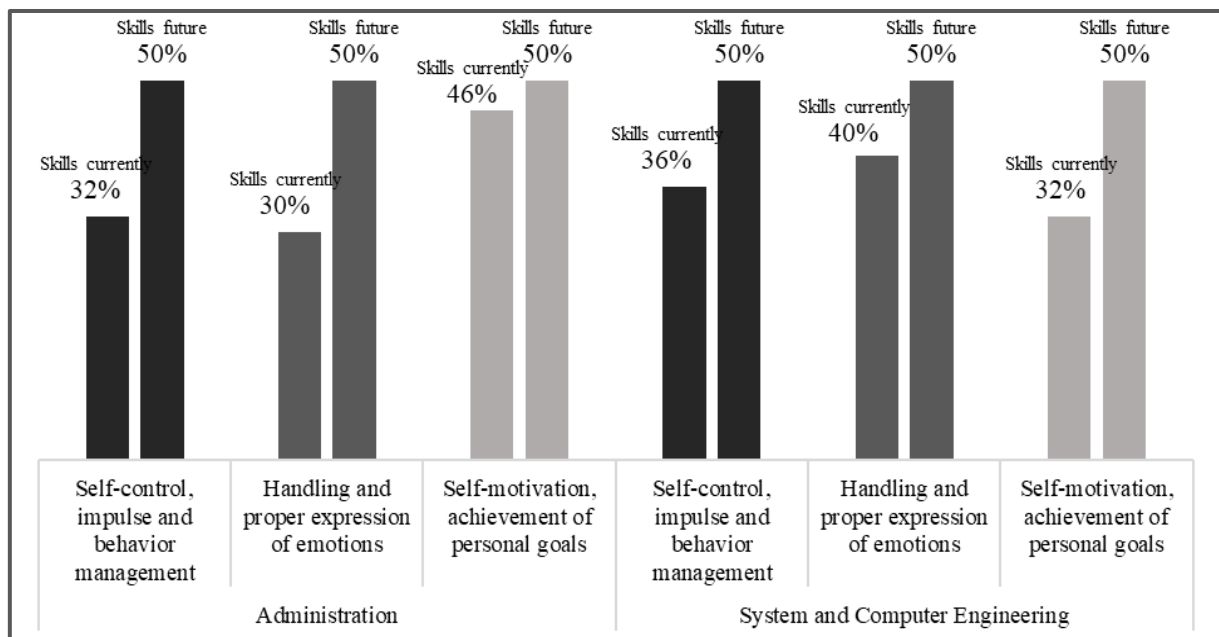 Skills future
50%
Skills future
50%
Skills future
50%
Skills future
50%
Skills future
50%
Skills future
50%
Skills currently
32%
Skills currently
30%
Skills currently
46%
Skills currently
36%
Skills currently
40%
Skills currently
32%
Self-control,
impulse and
behavior
management
Handling and
proper expression
of emotions
Self-motivation,
achievement of
personal goals
Self-control,
impulse and
behavior
management
Handling and
proper expression
of emotions
Self-motivation,
achievement of
personal goals
Administration
System and Computer Engineering